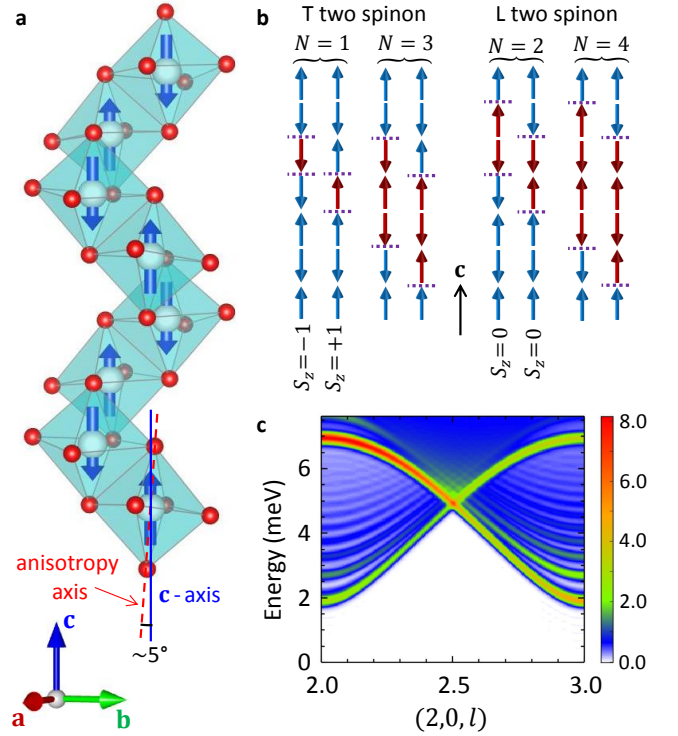 a
anisotropy
axis
c - axis
~5°
c
a
b
b
T two spinon
L two spinon
N = 1
N = 3
N = 2
N = 4
c
S_z=−1
S_z=+1
S_z=0
S_z=0
c
Energy (meV)
6
4
2
0
2.0
2.5
3.0
(2,0, l)
8.0
6.0
4.0
2.0
0.0